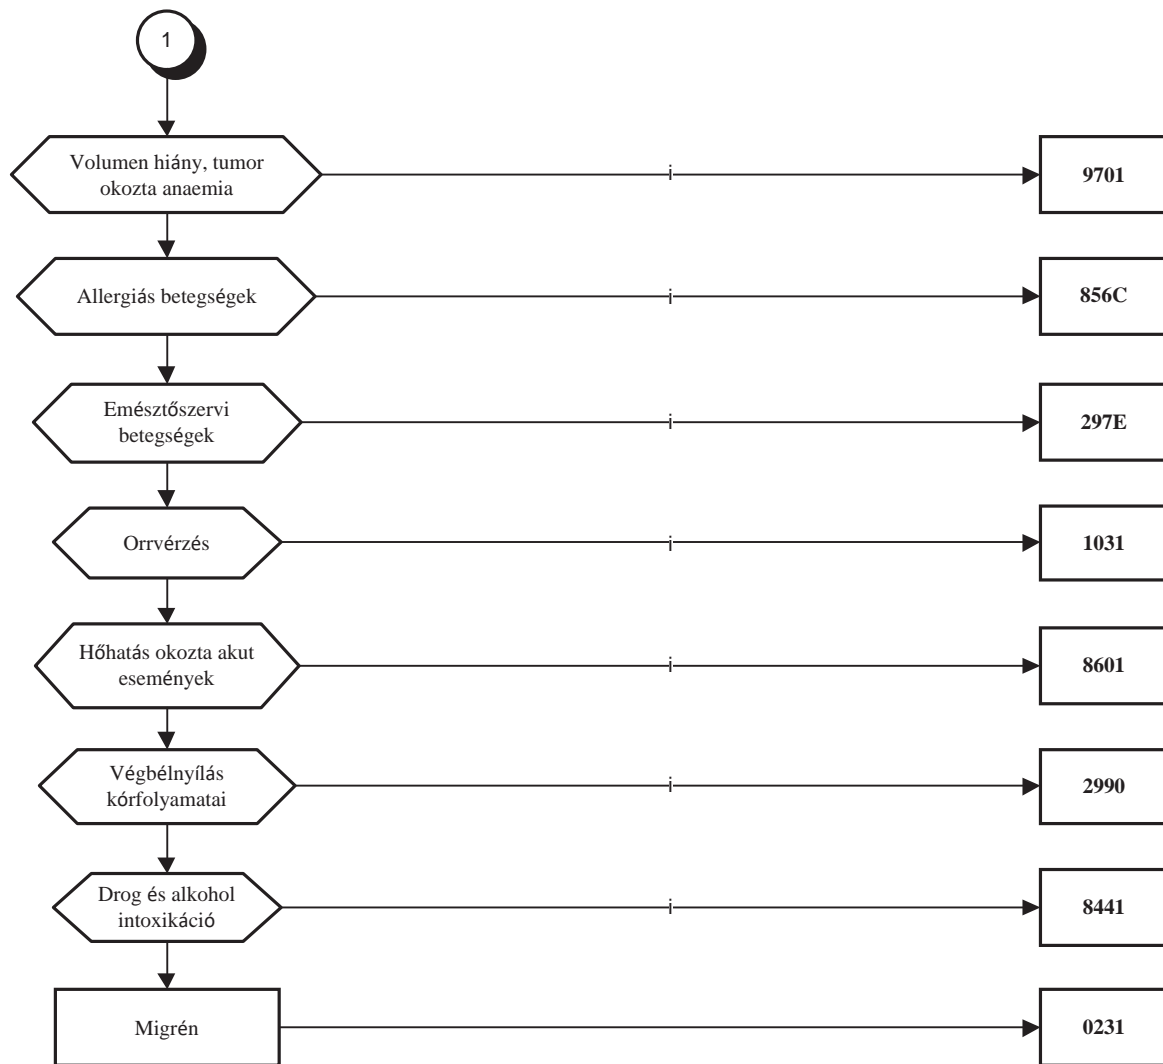 1
Volumen hiány, tumor
okozta anaemia
i
9701
Allergiás betegségek
i
856C
Emésztőszervi
betegségek
i
297E
Orrvérzés
i
1031
Hőhatás okozta akut
események
i
8601
Végbélnyílás
kórfolyamatai
i
2990
Drog és alkohol
intoxikáció
i
8441
Migrén
0231